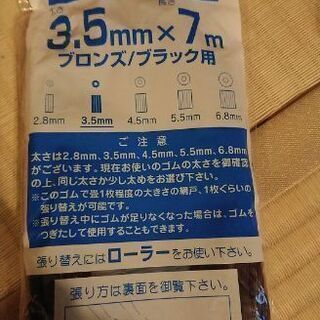 太さ 長さ
3.5mm×7m
ブロンズ/ブラック用
2.8mm 3.5mm 4.5mm 5.5mm 6.8mm
ご注意
太さは2.8mm、3.5mm、4.5mm、5.5mm、6.8mm
がございます。現在お使いのゴムの太さを御確認
の上、同じ太さか少し太めをお選び下さい。
※このゴムで畳1枚程度の大きさの網戸、1枚くらいの
張り替えが可能です。
※張り替え中にゴムが足りなくなった場合は、ゴムを
つぎたして使用することもできます。
張り替えにはローラーをお使い下さい。
張り方は裏面を御覧下さい。